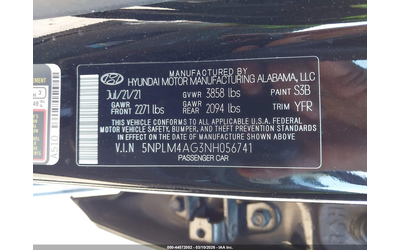 MANUFACTURED BY
HYUNDAI MOTOR MANUFACTURING ALABAMA, LLC
Jul/21/21 GVWR 3858 lbs PAINT S3B
GAWR FRONT 2271 lbs GAWR REAR 2094 lbs TRIM YFR
THIS VEHICLE CONFORMS TO ALL APPLICABLE U.S. FEDERAL
MOTOR VEHICLE SAFETY, BUMPER, AND THEFT PREVENTION STANDARDS
IN EFFECT ON THE DATE OF MANUFACTURE SHOWN ABOVE.
V.I.N 5NPLM4AG3NH056741
PASSENGER CAR
A510